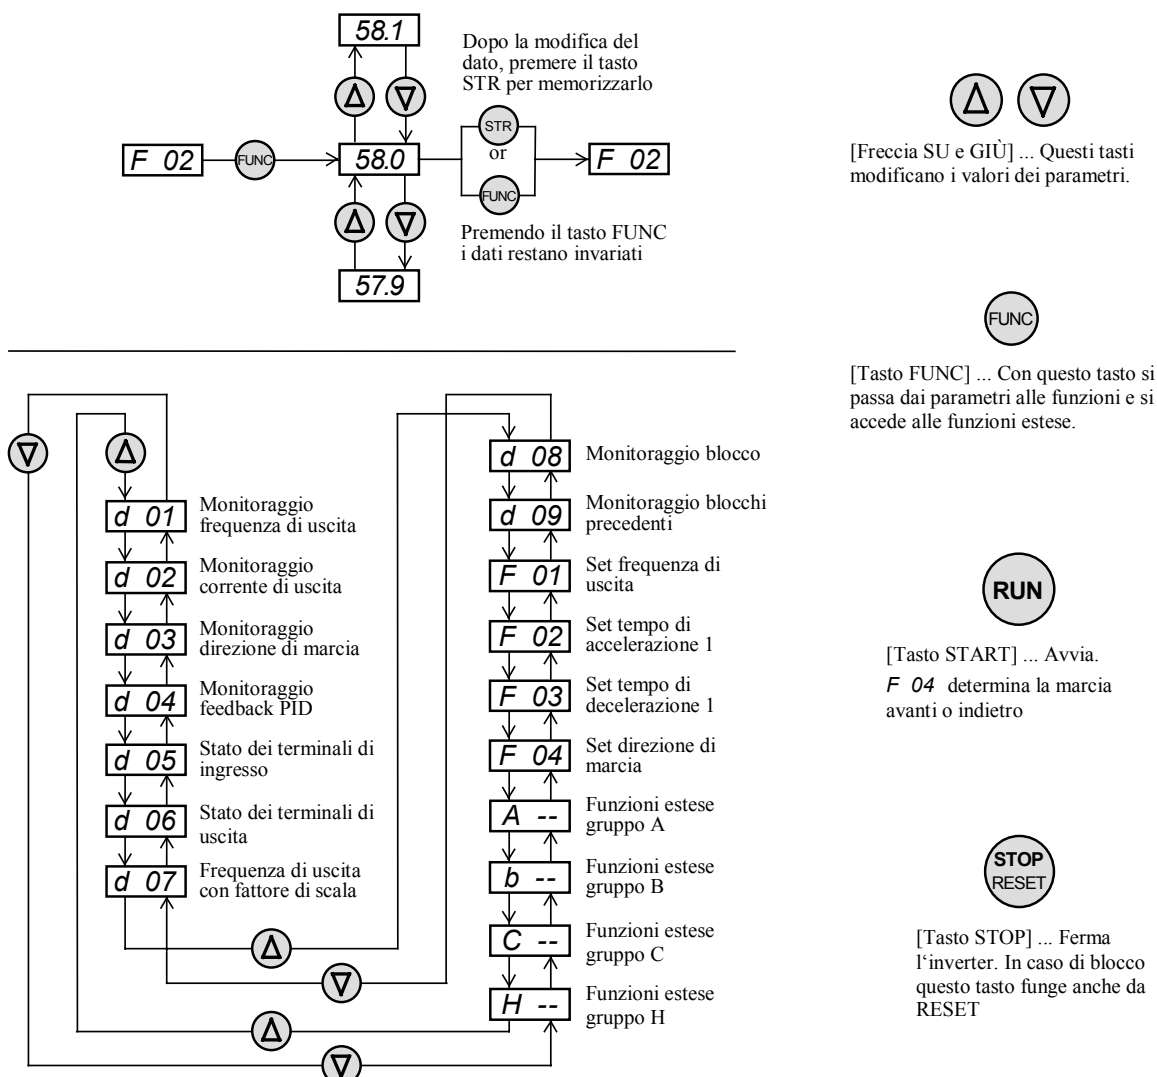 58.1
Dopo la modifica del
dato, premere il tasto
STR per memorizzarlo
F 02
FUNC
58.0
STR
or
FUNC
F 02
Premendo il tasto FUNC
i dati restano invariati
57.9
[Freccia SU e GIÙ] ... Questi tasti
modificano i valori dei parametri.
FUNC
[Tasto FUNC] ... Con questo tasto si
passa dai parametri alle funzioni e si
accede alle funzioni estese.
RUN
[Tasto START] ... Avvia.
F 04 determina la marcia
avanti o indietro
STOP
RESET
[Tasto STOP] ... Ferma
l‘inverter. In caso di blocco
questo tasto funge anche da
RESET
d 01
Monitoraggio
frequenza di uscita
d 02
Monitoraggio
corrente di uscita
d 03
Monitoraggio
direzione di marcia
d 04
Monitoraggio
feedback PID
d 05
Stato dei terminali di
ingresso
d 06
Stato dei terminali di
uscita
d 07
Frequenza di uscita
con fattore di scala
d 08
Monitoraggio blocco
d 09
Monitoraggio blocchi
precedenti
F 01
Set frequenza di
uscita
F 02
Set tempo di
accelerazione 1
F 03
Set tempo di
decelerazione 1
F 04
Set direzione di
marcia
A --
Funzioni estese
gruppo A
b --
Funzioni estese
gruppo B
C --
Funzioni estese
gruppo C
H --
Funzioni estese
gruppo H